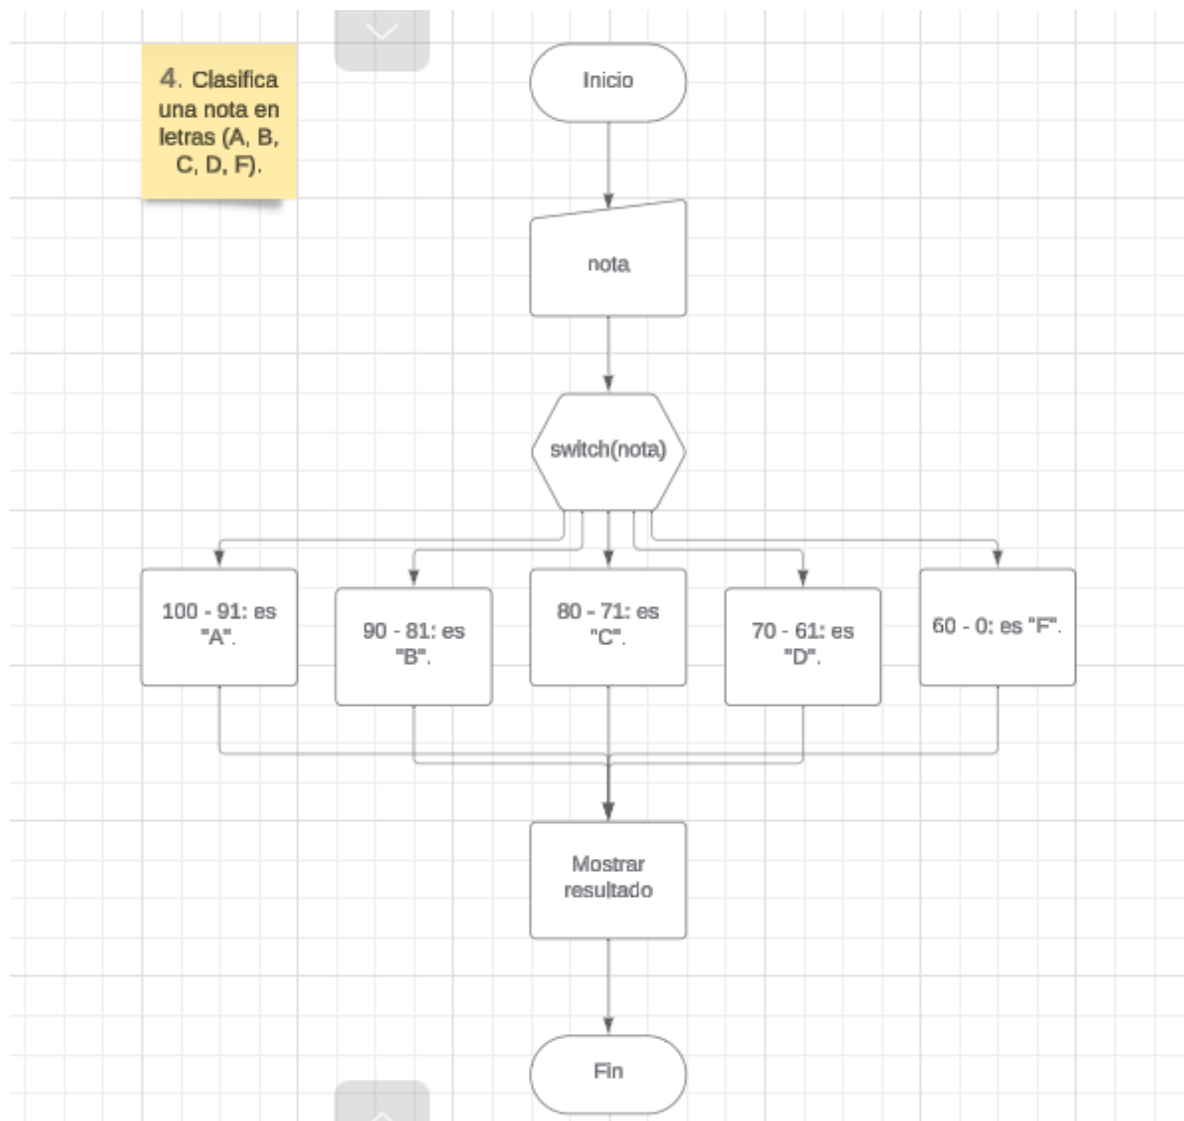 4. Clasifica
una nota en
letras (A, B,
C, D, F).
Inicio
nota
switch(nota)
100 - 91: es
"A".
90 - 81: es
"B".
80 - 71: es
"C".
70 - 61: es
"D".
60 - 0: es "F".
Mostrar
resultado
Fin